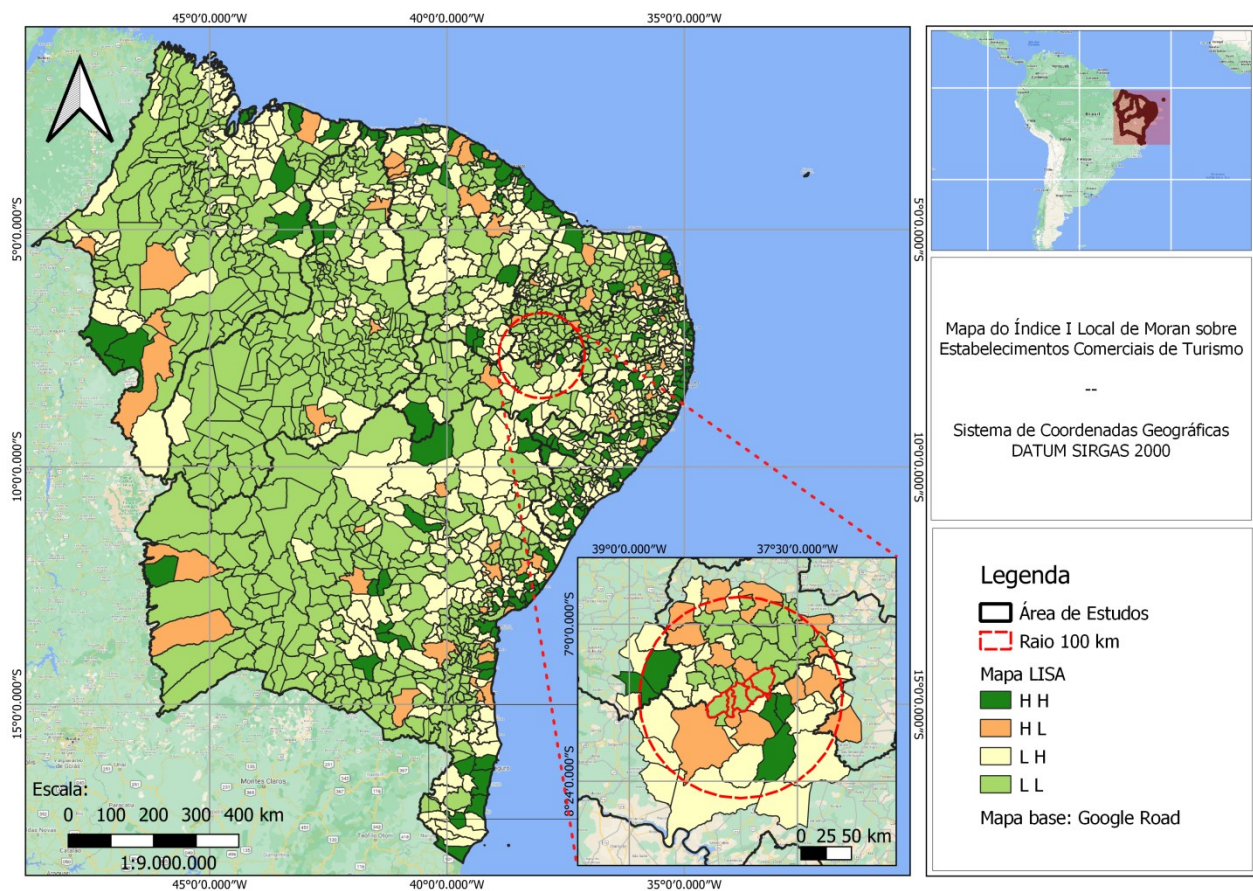 45°0'0.000"W 40°0'0.000"W 35°0'0.000"W
5°0'0.000"S
10°0'0.000"S
15°0'0.000"S
5°0'0.000"S
10°0'0.000"S
15°0'0.000"S
Montes Claros
Escala:
0 100 200 300 400 km
1:9.000.000
45°0'0.000"W 40°0'0.000"W 35°0'0.000"W
39°0'0.000"W 37°30'0.000"W
7°0'0.000"S
8°24'0.000"S
0 25 50 km
Mapa do Índice I Local de Moran sobre
Estabelecimentos Comerciais de Turismo
--
Sistema de Coordenadas Geográficas
DATUM SIRGAS 2000
Legenda
Área de Estudos
Raio 100 km
Mapa LISA
H H
H L
L H
L L
Mapa base: Google Road